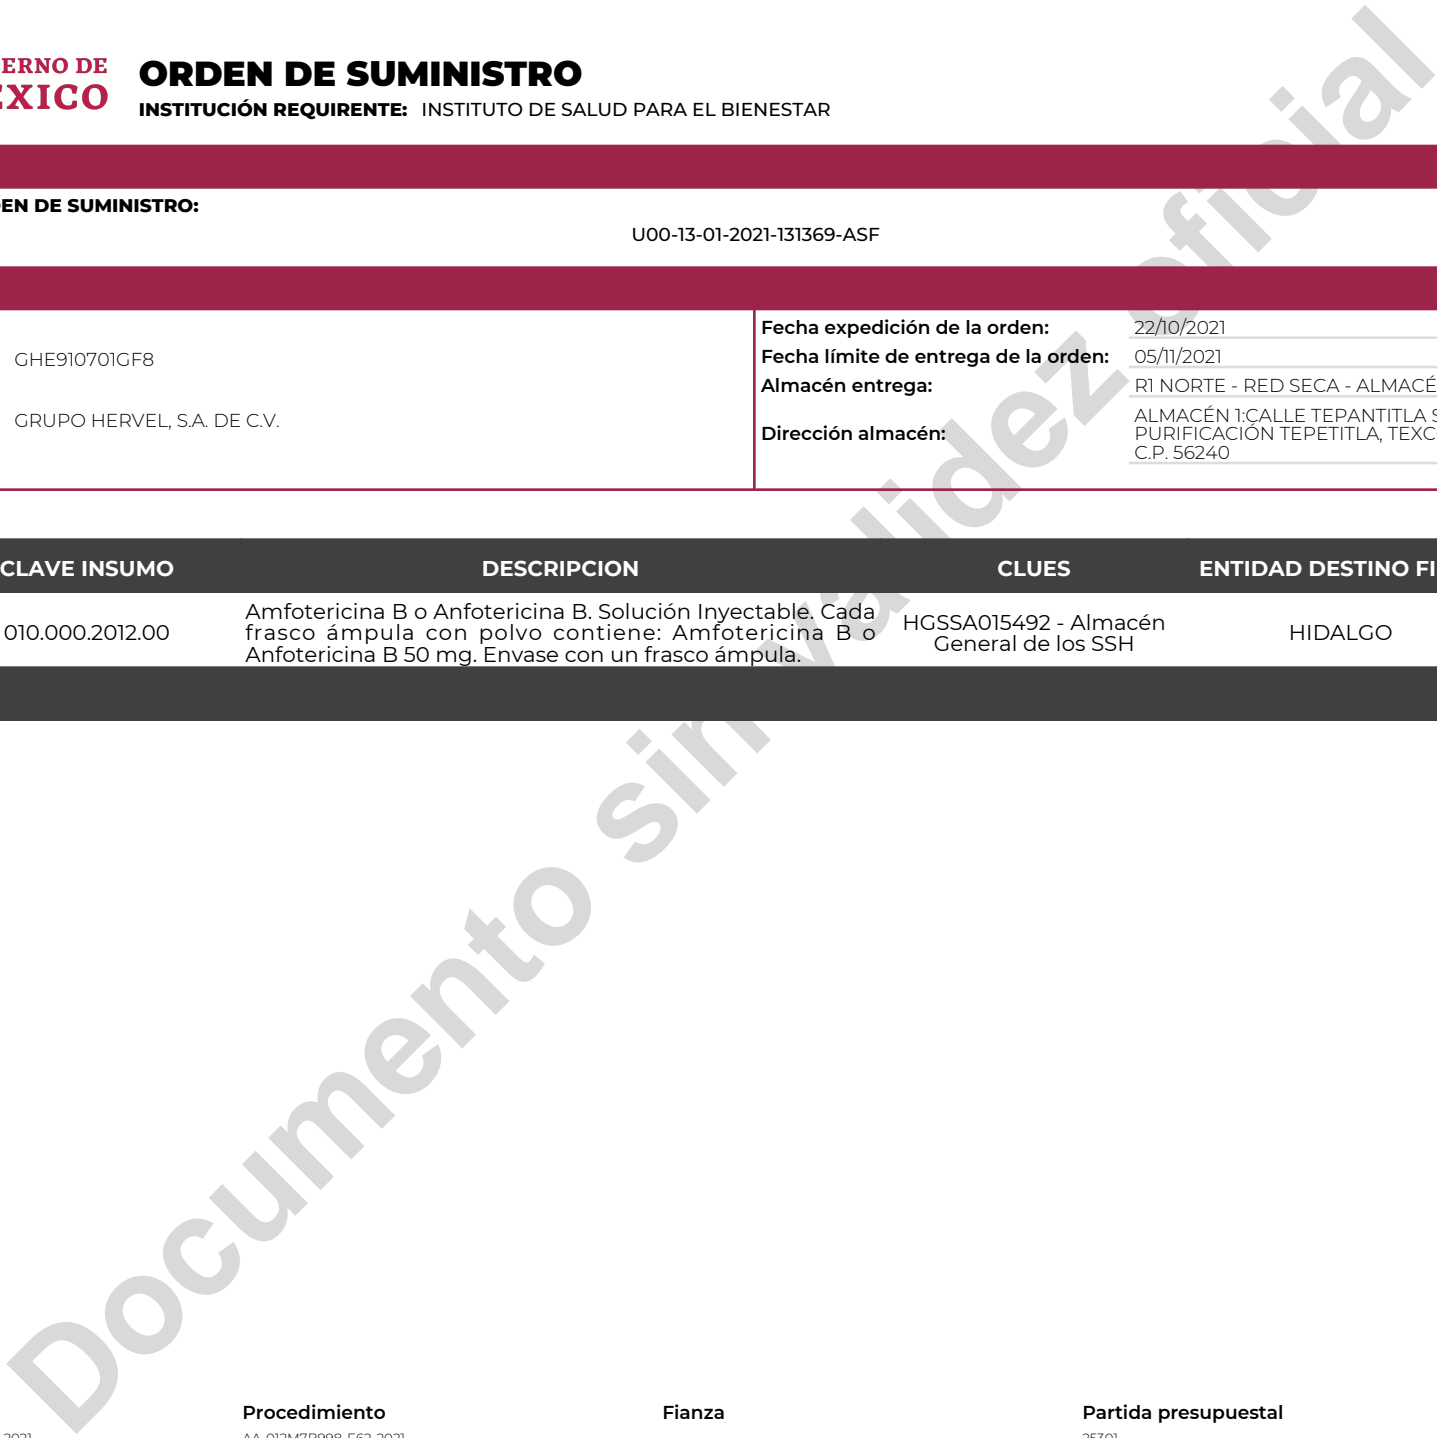 ERNO DE
ÉXICO
ORDEN DE SUMINISTRO
INSTITUCIÓN REQUIRENTE: INSTITUTO DE SALUD PARA EL BIENESTAR
EN DE SUMINISTRO:
U00-13-01-2021-131369-ASF
GHE910701GF8
GRUPO HERVEL, S.A. DE C.V.
Fecha expedición de la orden: 22/10/2021
Fecha límite de entrega de la orden: 05/11/2021
Almacén entrega: R1 NORTE - RED SECA - ALMACÉ
Dirección almacén: ALMACÉN 1:CALLE TEPANTITLA S
PURIFICACIÓN TEPETITLA, TEXC
C.P. 56240
CLAVE INSUMO DESCRIPCION CLUES ENTIDAD DESTINO FI
010.000.2012.00
Amfotericina B o Anfotericina B. Solución Inyectable. Cada
frasco ámpula con polvo contiene: Amfotericina B o
Anfotericina B 50 mg. Envase con un frasco ámpula.
HGSSA015492 - Almacén
General de los SSH
HIDALGO
Documento sin validez oficial
Procedimiento Fianza Partida presupuestal